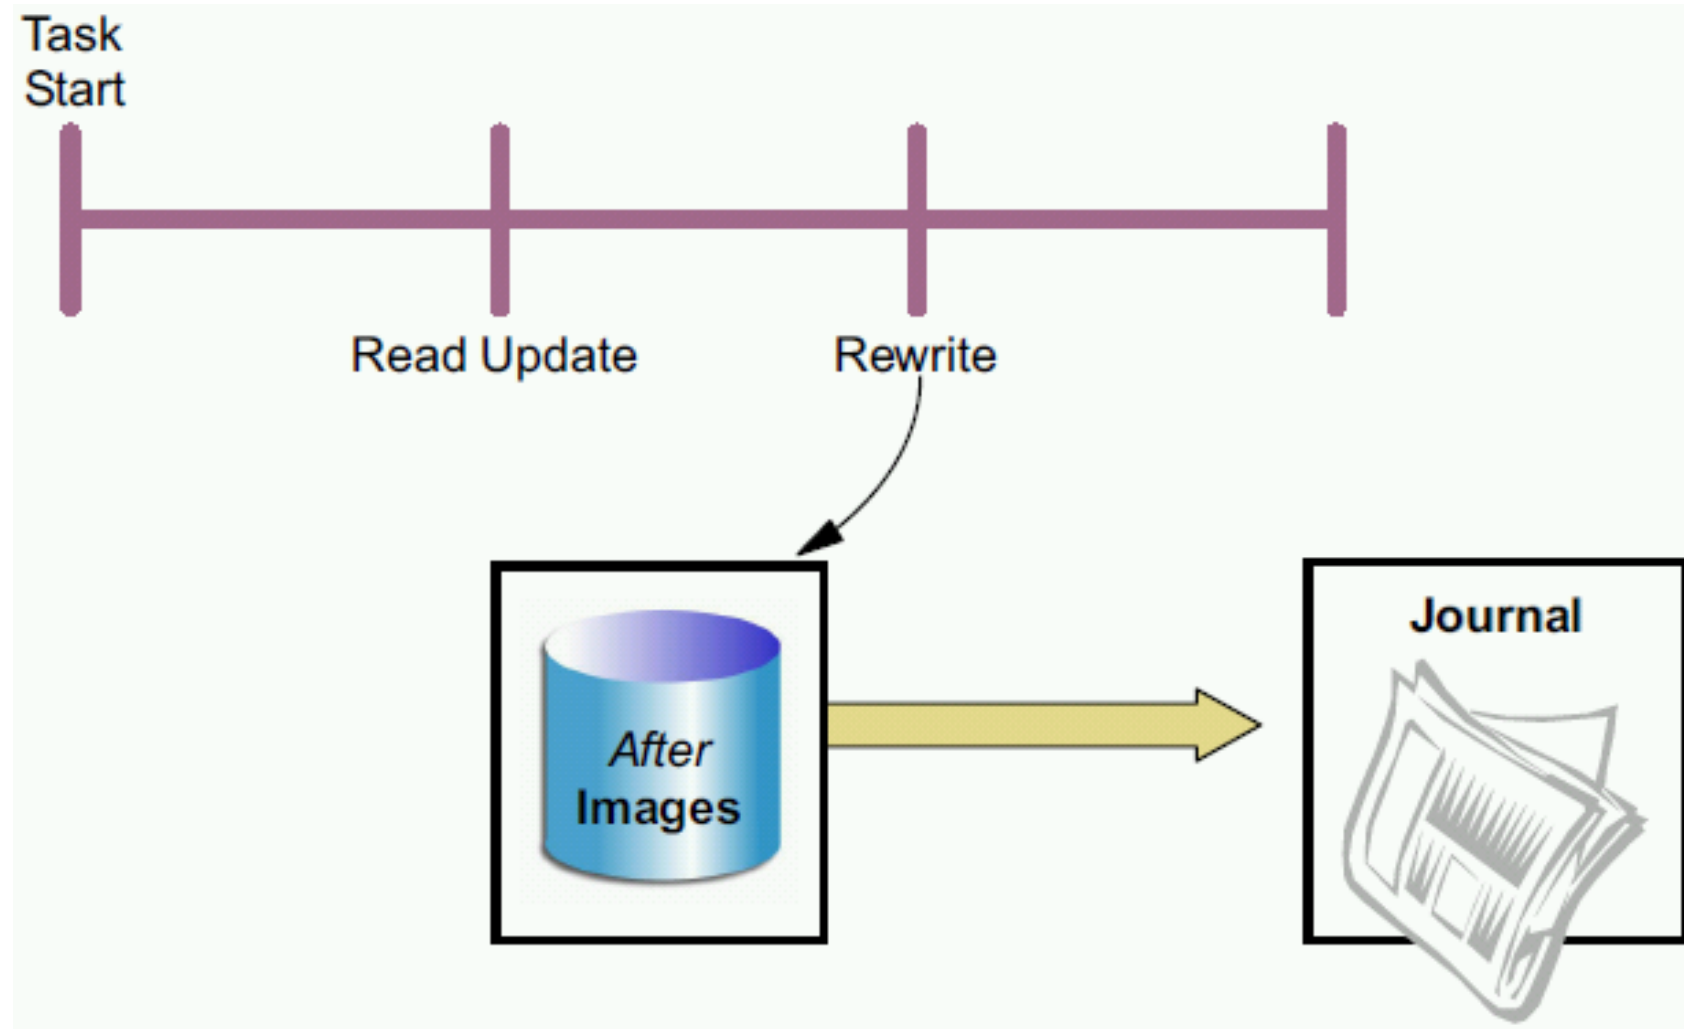 Task
Start
Read Update
Rewrite
After
Images
Journal